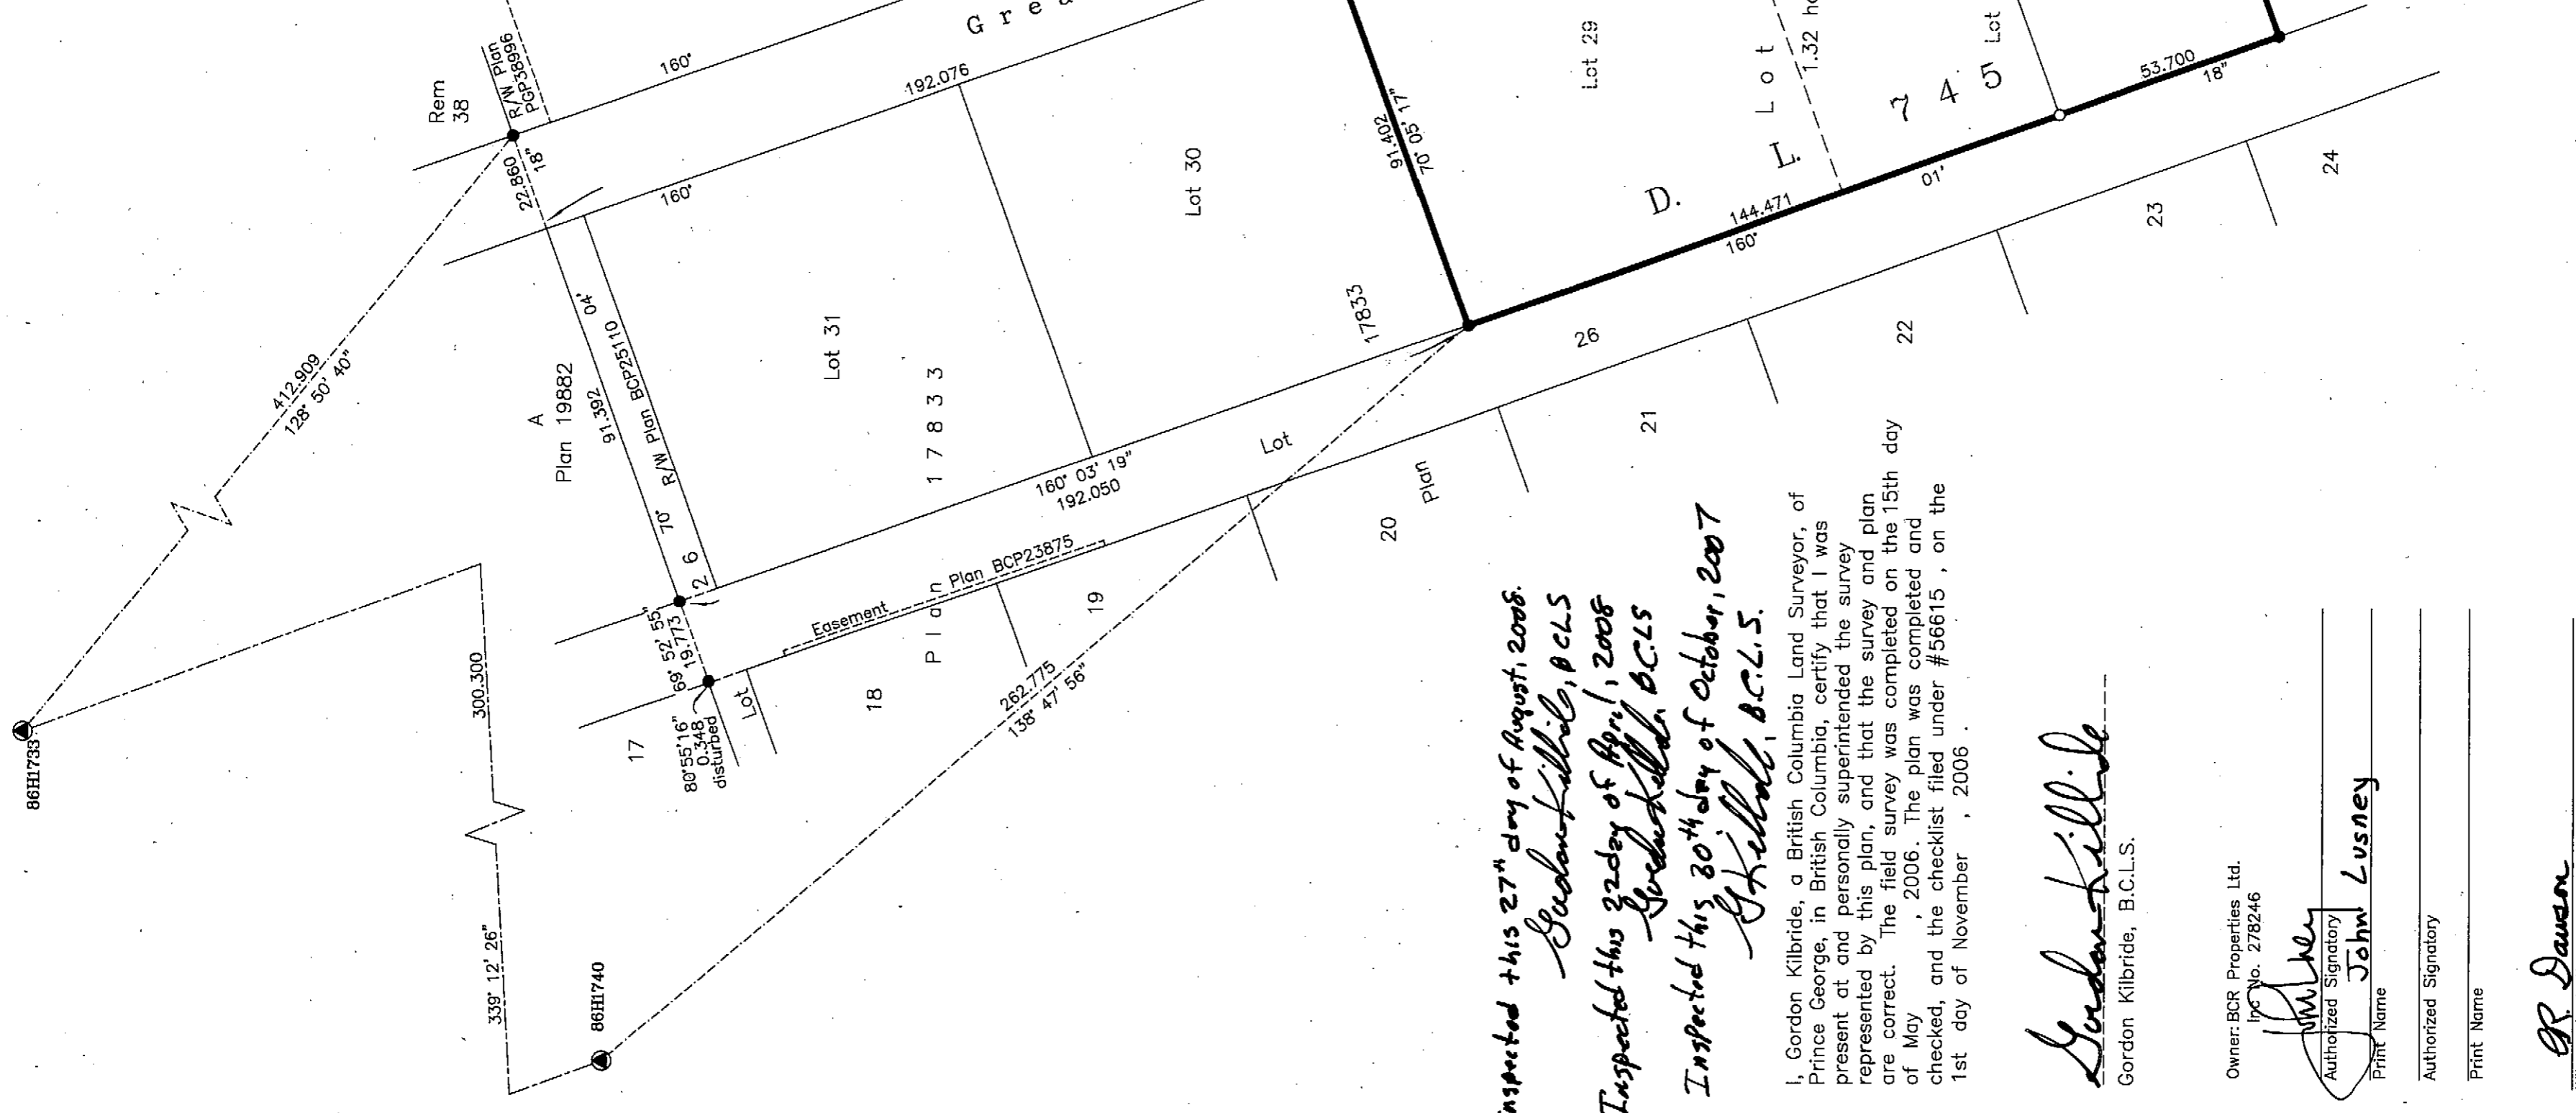 86H1733
412.909
128° 50' 40"
Rem
38
R/W Plan
PGP38996
22.860
18"
160°
160°
192.076
G r e a
A
Plan 19882
91.392
70° 04'
R/W Plan BCP25110
Lot 31
1 7 8 3 3
Lot 30
91.402
70° 05' 17"
17833
Lot 29
1.32 ha
Lot
D. L. 7 4 5
Lot
53.700
18"
01'
144.471
160°
24
23
22
26
21
20
Plan
Lot
160° 03' 19"
192.050
2 6
69° 52' 55"
19.773
Easement Plan BCP23875
80°55'16"
0.348
disturbed
17
Lot
18
Plan
19
262.775
138° 47' 56"
300.300
339° 12' 26"
86H1740
Inspected this 27th day of August, 2008.
Gordon Kilbride, BCLS
Inspected this 22 day of April, 2008
Gordon Kilbride B.C.LS
Inspected this 30th day of October, 2007
G Kilbride, B.C.L.S.
I, Gordon Kilbride, a British Columbia Land Surveyor, of
Prince George, in British Columbia, certify that I was
present at and personally superintended the survey
represented by this plan, and that the survey and plan
are correct. The field survey was completed on the 15th day
of May , 2006. The plan was completed and
checked, and the checklist filed under #56615 , on the
1st day of November , 2006 .
Gordon Kilbride
Gordon Kilbride, B.C.L.S.
Owner: BCR Properties Ltd.
Inc No. 278246
Authorized Signatory
John Lusney
Print Name
Authorized Signatory
Print Name